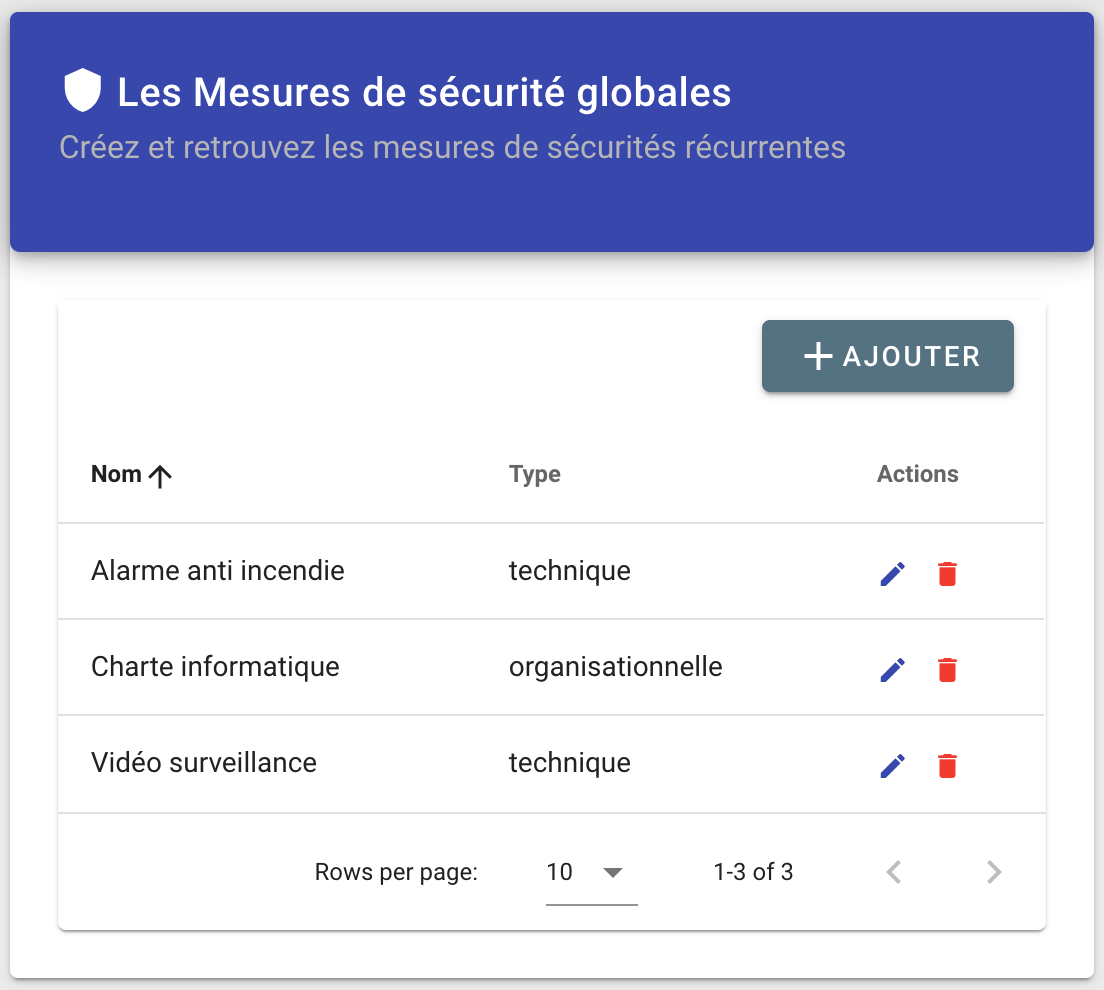 Les Mesures de sécurité globales
Créez et retrouvez les mesures de sécurités récurrentes
AJOUTER
Nom Type Actions
Alarme anti incendie technique
Charte informatique organisationnelle
Vidéo surveillance technique
Rows per page: 10 1-3 of 3